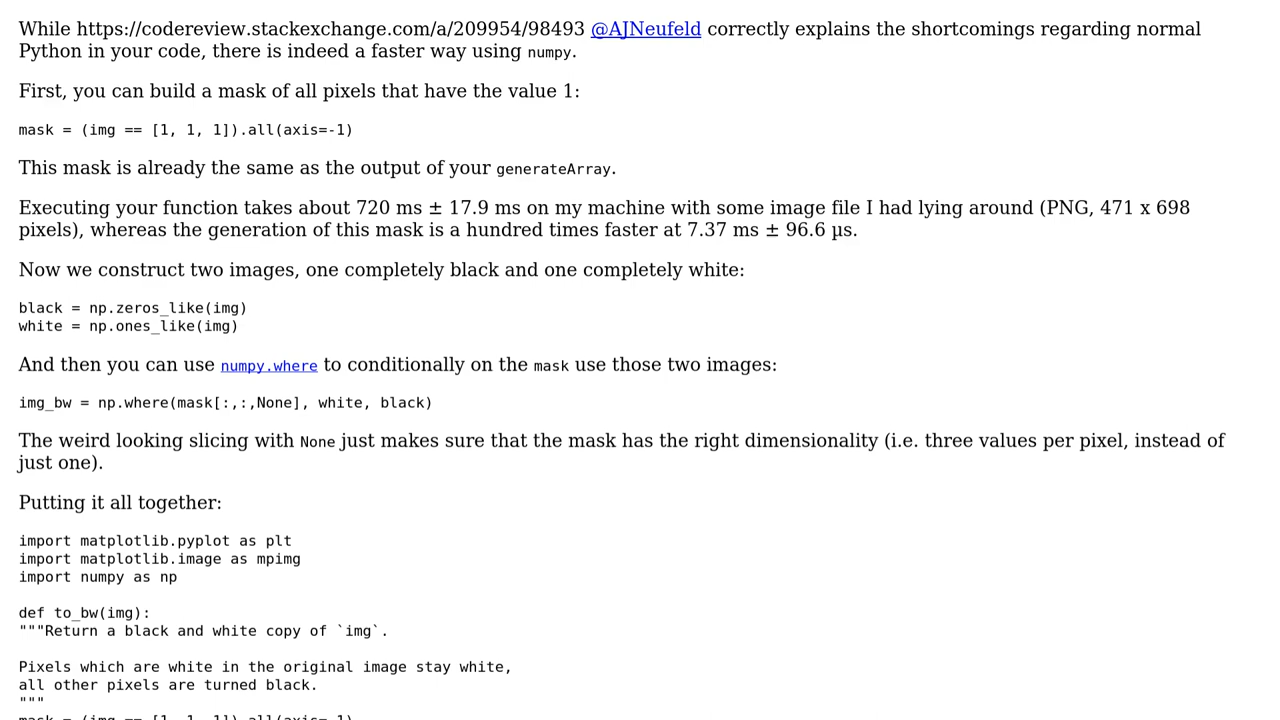 While https://codereview.stackexchange.com/a/209954/98493 @AJNeufeld correctly explains the shortcomings regarding normal
Python in your code, there is indeed a faster way using numpy.
First, you can build a mask of all pixels that have the value 1:
mask = (img == [1, 1, 1]).all(axis=-1)
This mask is already the same as the output of your generateArray.
Executing your function takes about 720 ms ± 17.9 ms on my machine with some image file I had lying around (PNG, 471 x 698
pixels), whereas the generation of this mask is a hundred times faster at 7.37 ms ± 96.6 µs.
Now we construct two images, one completely black and one completely white:
black = np.zeros_like(img)
white = np.ones_like(img)
And then you can use numpy.where to conditionally on the mask use those two images:
img_bw = np.where(mask[:,:,None], white, black)
The weird looking slicing with None just makes sure that the mask has the right dimensionality (i.e. three values per pixel, instead of
just one).
Putting it all together:
import matplotlib.pyplot as plt
import matplotlib.image as mpimg
import numpy as np
def to_bw(img):
"""Return a black and white copy of `img`.
Pixels which are white in the original image stay white,
all other pixels are turned black.
"""
mask = (img == [1, 1, 1]).all(axis=-1)